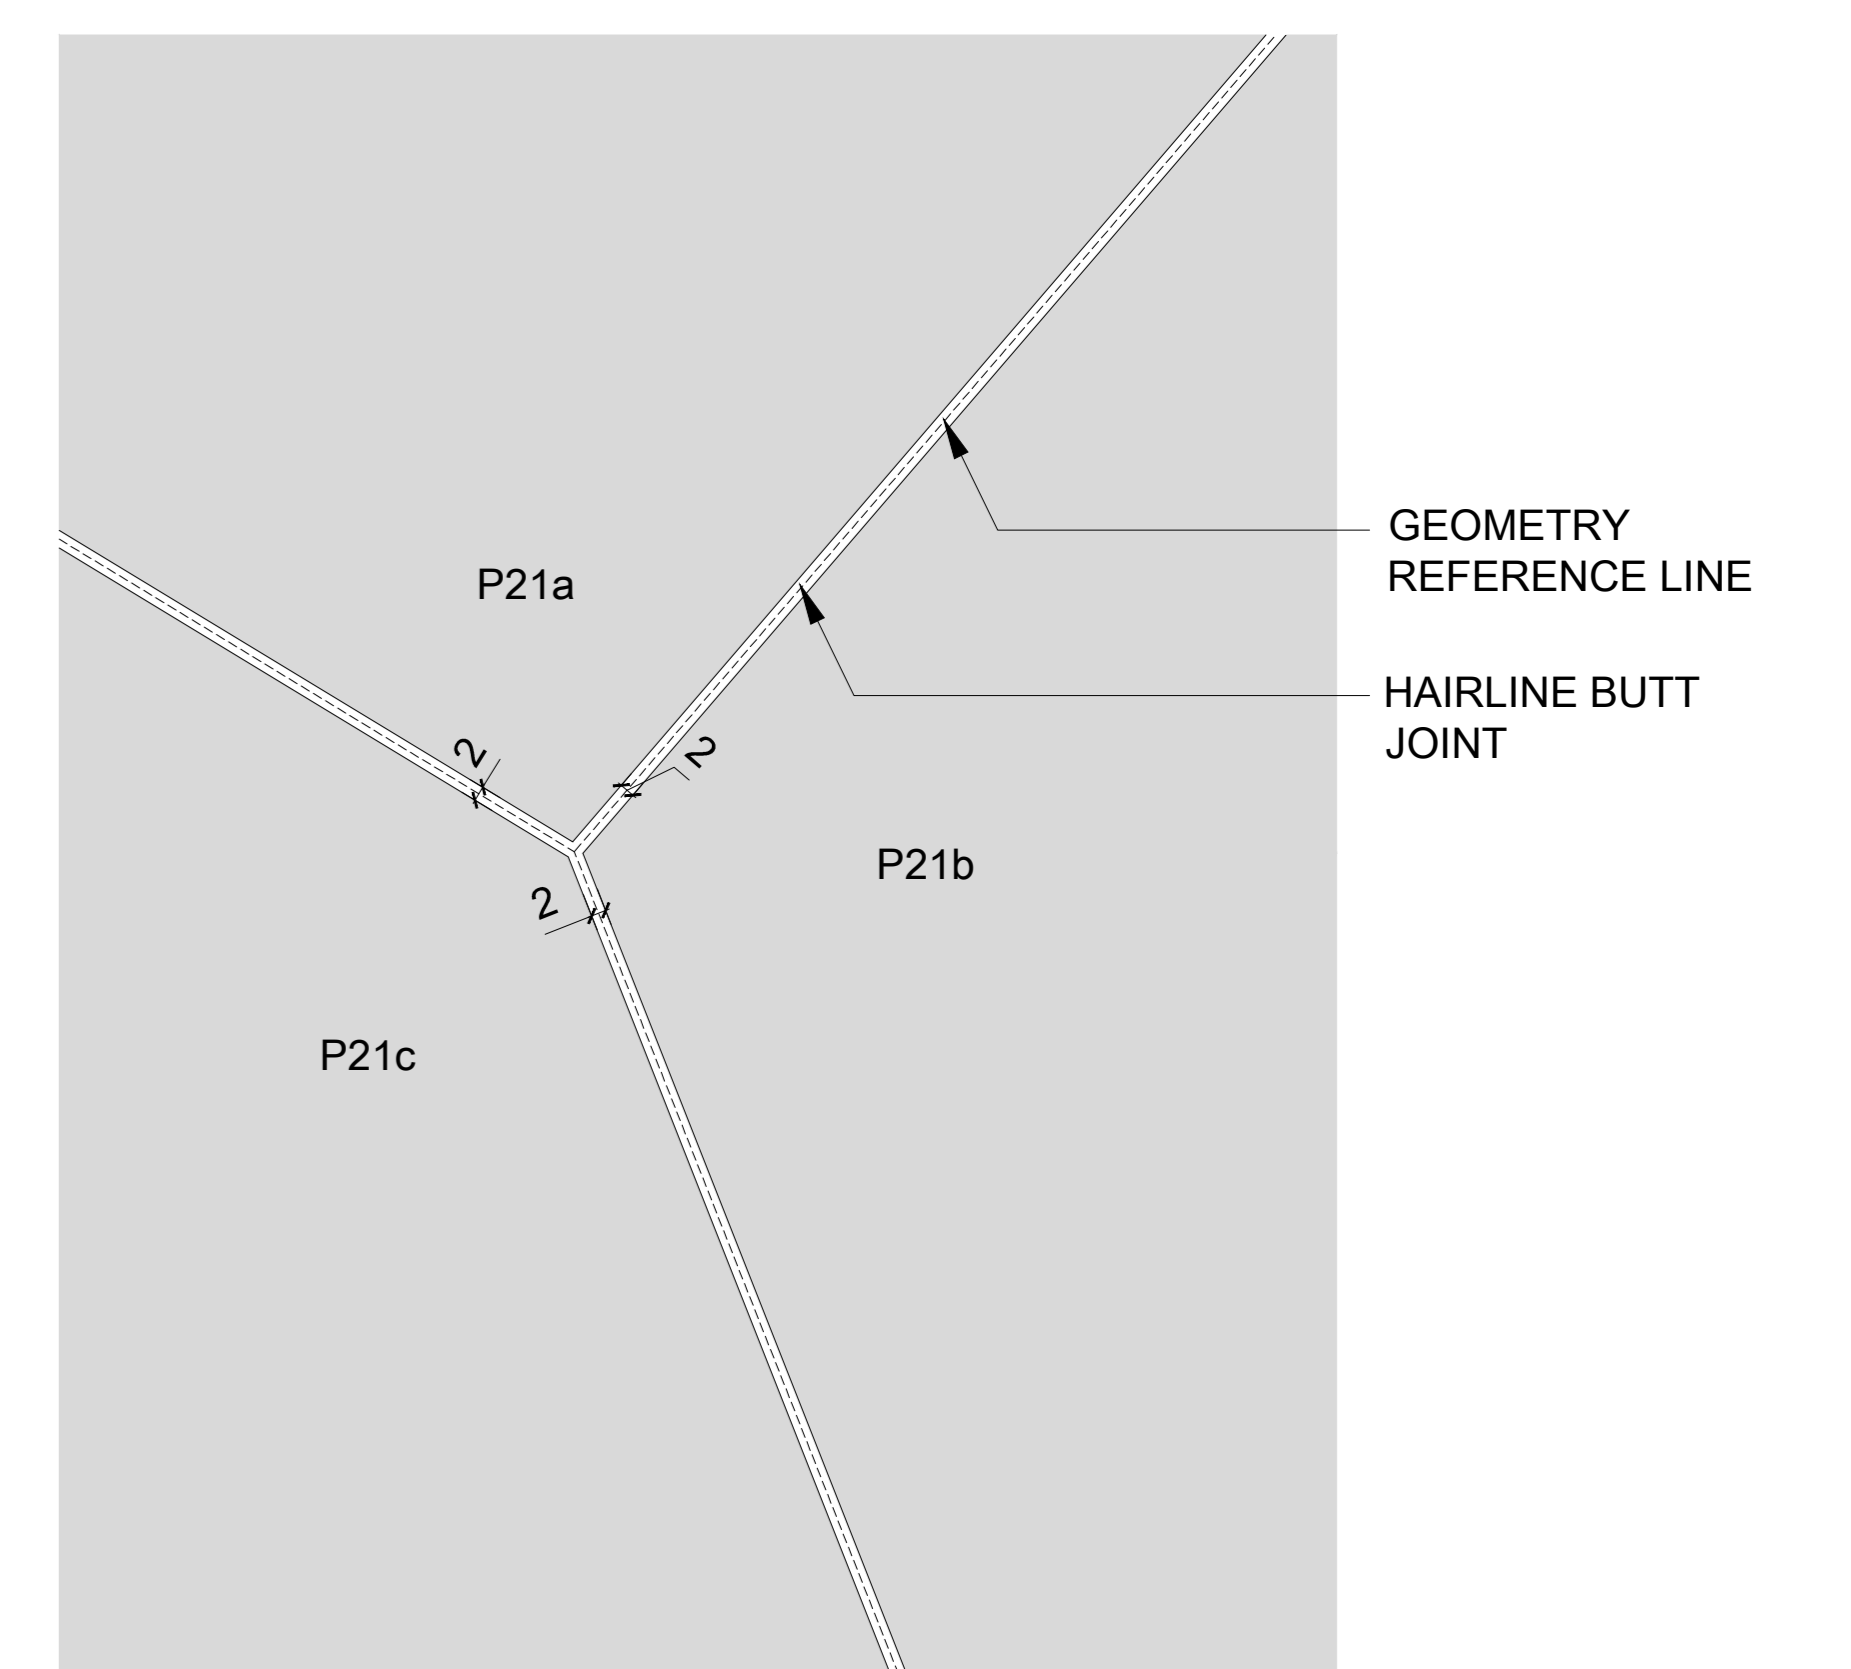 GEOMETRY
REFERENCE LINE
P21a
HAIRLINE BUTT
JOINT
2
2
P21b
2
P21c